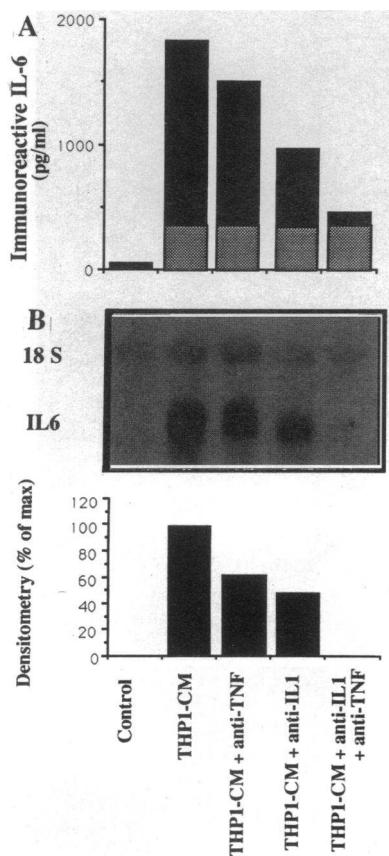 A
Immunoreactive IL-6
(pg/ml)
2000
1000
0
B
18 S
IL6
Densitometry (% of max)
120
100
80
60
40
20
0
Control
THP1-CM
THP1-CM + anti-TNF
THP1-CM + anti-IL1
THP1-CM + anti-IL1
+ anti-TNF